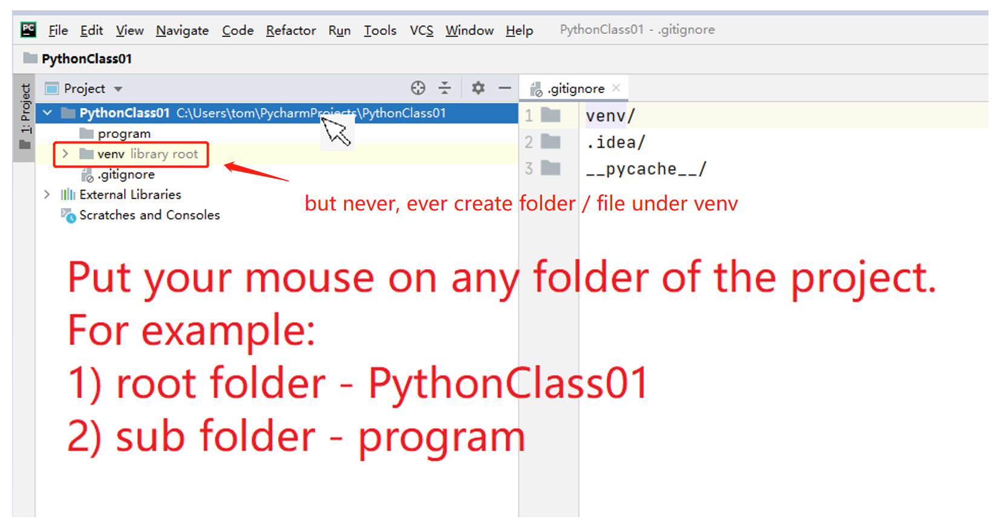 PC File Edit View Navigate Code Refactor Run Tools VCS Window Help PythonClass01 - .gitignore
PythonClass01
1: Project
Project
.gitignore
PythonClass01 C:\Users\tom\PycharmProjects\PythonClass01
program
venv library root
.gitignore
External Libraries
Scratches and Consoles
1 venv/
2 .idea/
3 __pycache__/
but never, ever create folder / file under venv
Put your mouse on any folder of the project.
For example:
1) root folder - PythonClass01
2) sub folder - program